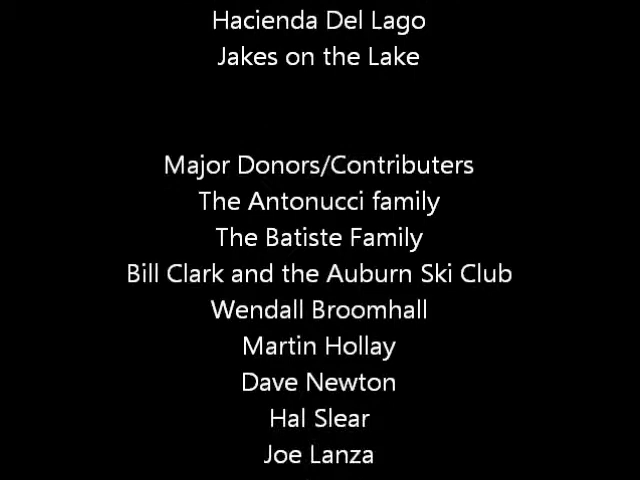 Hacienda Del Lago
Jakes on the Lake
Major Donors/Contributers
The Antonucci family
The Batiste Family
Bill Clark and the Auburn Ski Club
Wendall Broomhall
Martin Hollay
Dave Newton
Hal Slear
Joe Lanza